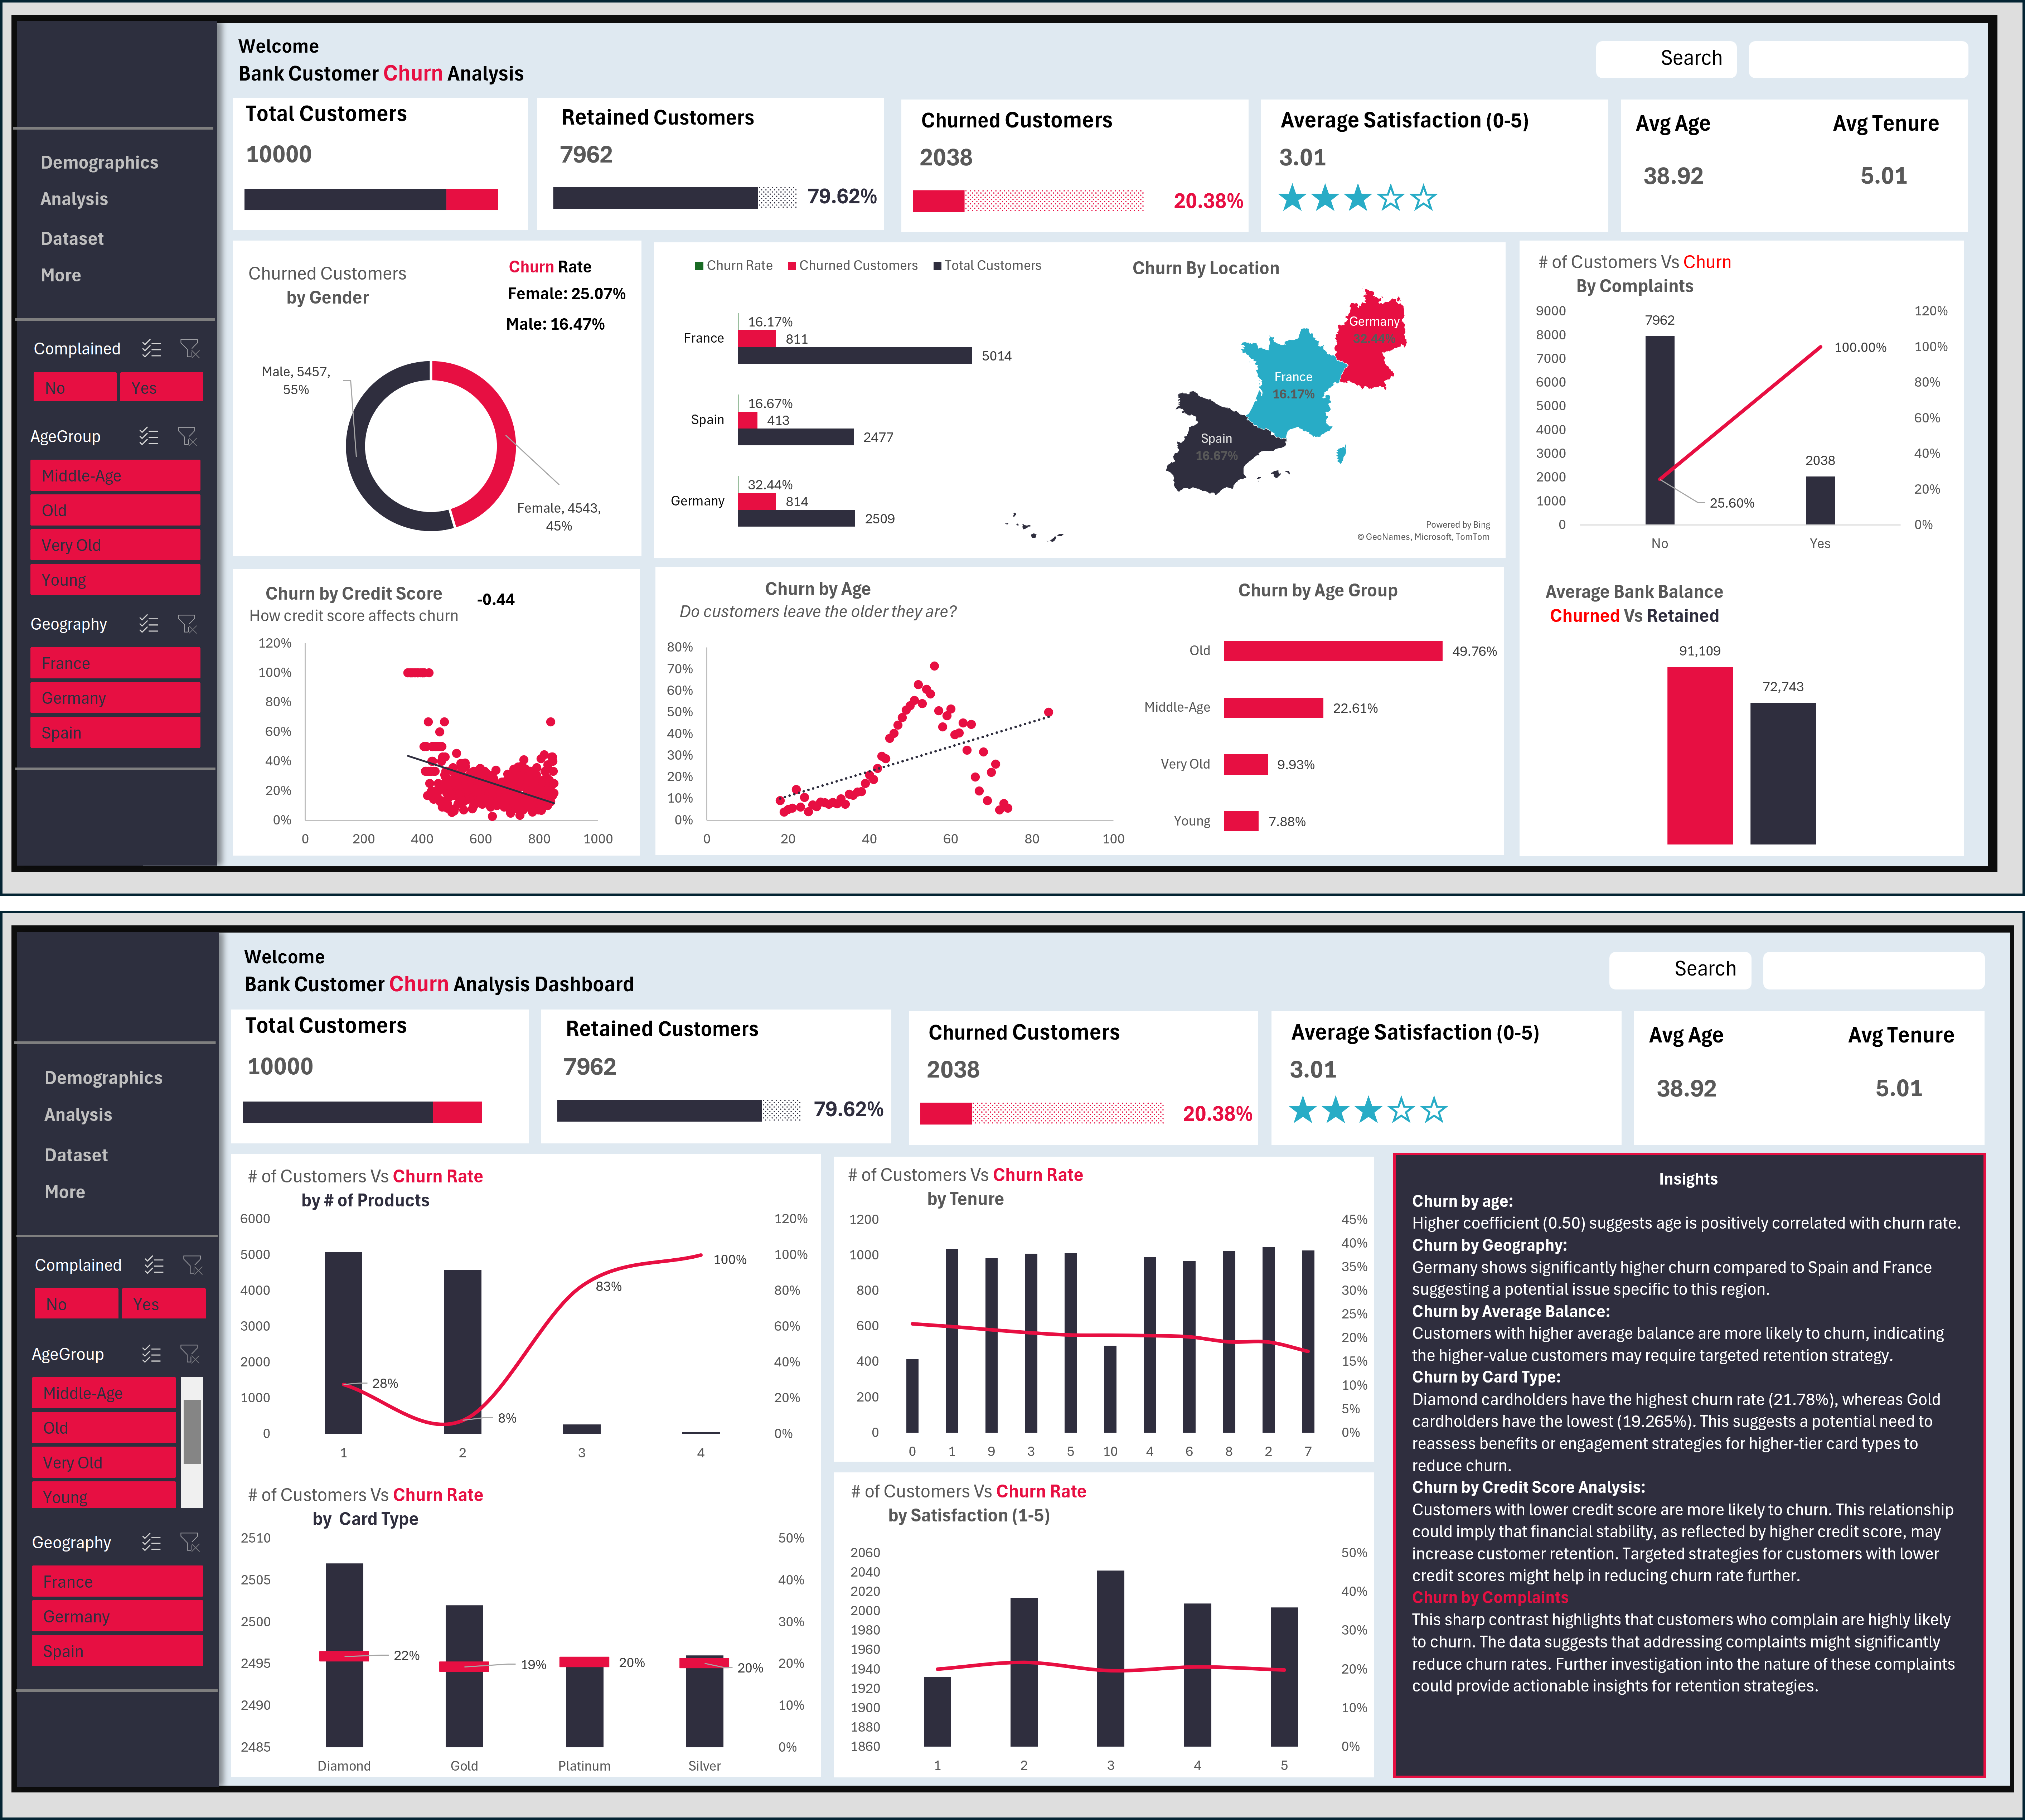 Welcome
Bank Customer Churn Analysis
Search
Demographics
Analysis
Dataset
More
Complained
No
Yes
AgeGroup
Middle-Age
Old
Very Old
Young
Geography
France
Germany
Spain
Total Customers
10000
Retained Customers
7962
79.62%
Churned Customers
2038
20.38%
Average Satisfaction (0-5)
3.01
Avg Age
38.92
Avg Tenure
5.01
Churned Customers
by Gender
Churn Rate
Female: 25.07%
Male: 16.47%
Male, 5457,
55%
Female, 4543,
45%
Churn Rate
Churned Customers
Total Customers
France
16.17%
811
5014
Spain
16.67%
413
2477
Germany
32.44%
814
2509
Churn By Location
Germany
32.44%
France
16.17%
Spain
16.67%
Powered by Bing
© GeoNames, Microsoft, TomTom
# of Customers Vs Churn
By Complaints
9000
8000
7000
6000
5000
4000
3000
2000
1000
0
7962
2038
25.60%
100.00%
120%
100%
80%
60%
40%
20%
0%
No
Yes
Churn by Credit Score
How credit score affects churn
-0.44
120%
100%
80%
60%
40%
20%
0%
0
200
400
600
800
1000
Churn by Age
Do customers leave the older they are?
80%
70%
60%
50%
40%
30%
20%
10%
0%
0
20
40
60
80
100
Churn by Age Group
Old
49.76%
Middle-Age
22.61%
Very Old
9.93%
Young
7.88%
Average Bank Balance
Churned Vs Retained
91,109
72,743
Welcome
Bank Customer Churn Analysis Dashboard
Search
Demographics
Analysis
Dataset
More
Complained
No
Yes
AgeGroup
Middle-Age
Old
Very Old
Young
Geography
France
Germany
Spain
Total Customers
10000
Retained Customers
7962
79.62%
Churned Customers
2038
20.38%
Average Satisfaction (0-5)
3.01
Avg Age
38.92
Avg Tenure
5.01
# of Customers Vs Churn Rate
by # of Products
6000
5000
4000
3000
2000
1000
0
28%
8%
83%
100%
120%
100%
80%
60%
40%
20%
0%
1
2
3
4
# of Customers Vs Churn Rate
by Card Type
2510
2505
2500
2495
2490
2485
22%
19%
20%
20%
50%
40%
30%
20%
10%
0%
Diamond
Gold
Platinum
Silver
# of Customers Vs Churn Rate
by Tenure
1200
1000
800
600
400
200
0
45%
40%
35%
30%
25%
20%
15%
10%
5%
0%
0
1
9
3
5
10
4
6
8
2
7
# of Customers Vs Churn Rate
by Satisfaction (1-5)
2060
2040
2020
2000
1980
1960
1940
1920
1900
1880
1860
50%
40%
30%
20%
10%
0%
1
2
3
4
5
Insights
Churn by age:
Higher coefficient (0.50) suggests age is positively correlated with churn rate.
Churn by Geography:
Germany shows significantly higher churn compared to Spain and France
suggesting a potential issue specific to this region.
Churn by Average Balance:
Customers with higher average balance are more likely to churn, indicating
the higher-value customers may require targeted retention strategy.
Churn by Card Type:
Diamond cardholders have the highest churn rate (21.78%), whereas Gold
cardholders have the lowest (19.265%). This suggests a potential need to
reassess benefits or engagement strategies for higher-tier card types to
reduce churn.
Churn by Credit Score Analysis:
Customers with lower credit score are more likely to churn. This relationship
could imply that financial stability, as reflected by higher credit score, may
increase customer retention. Targeted strategies for customers with lower
credit scores might help in reducing churn rate further.
Churn by Complaints
This sharp contrast highlights that customers who complain are highly likely
to churn. The data suggests that addressing complaints might significantly
reduce churn rates. Further investigation into the nature of these complaints
could provide actionable insights for retention strategies.